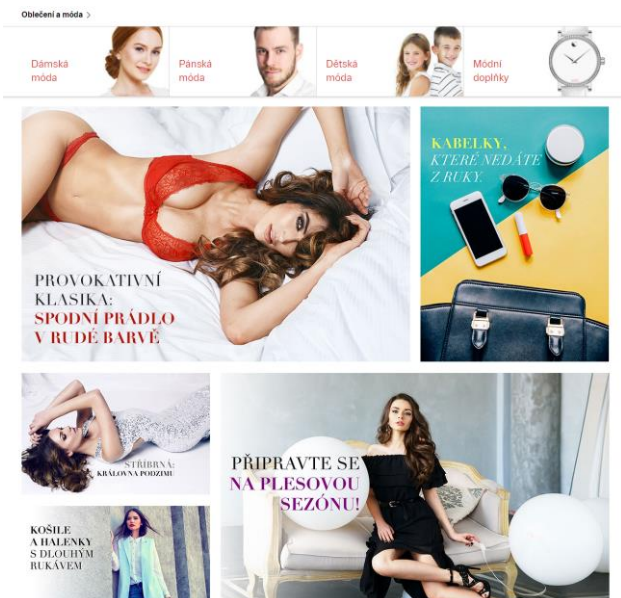 Oblečení a móda >
Dámská
móda
Pánská
móda
Dětská
móda
Módní
doplňky
PROVOKATIVNÍ
KLASIKA:
SPODNÍ PRÁDLO
V RUDÉ BARVĚ
KABELKY,
KTERÉ NEDÁTE
Z RUKY.
STŘÍBRNÁ:
KRÁLOVNA PODZIMU
PŘIPRAVTE SE
NA PLESOVOU
SEZÓNU!
KOŠILE
A HALENKY
S DLOUHÝM
RUKÁVEM